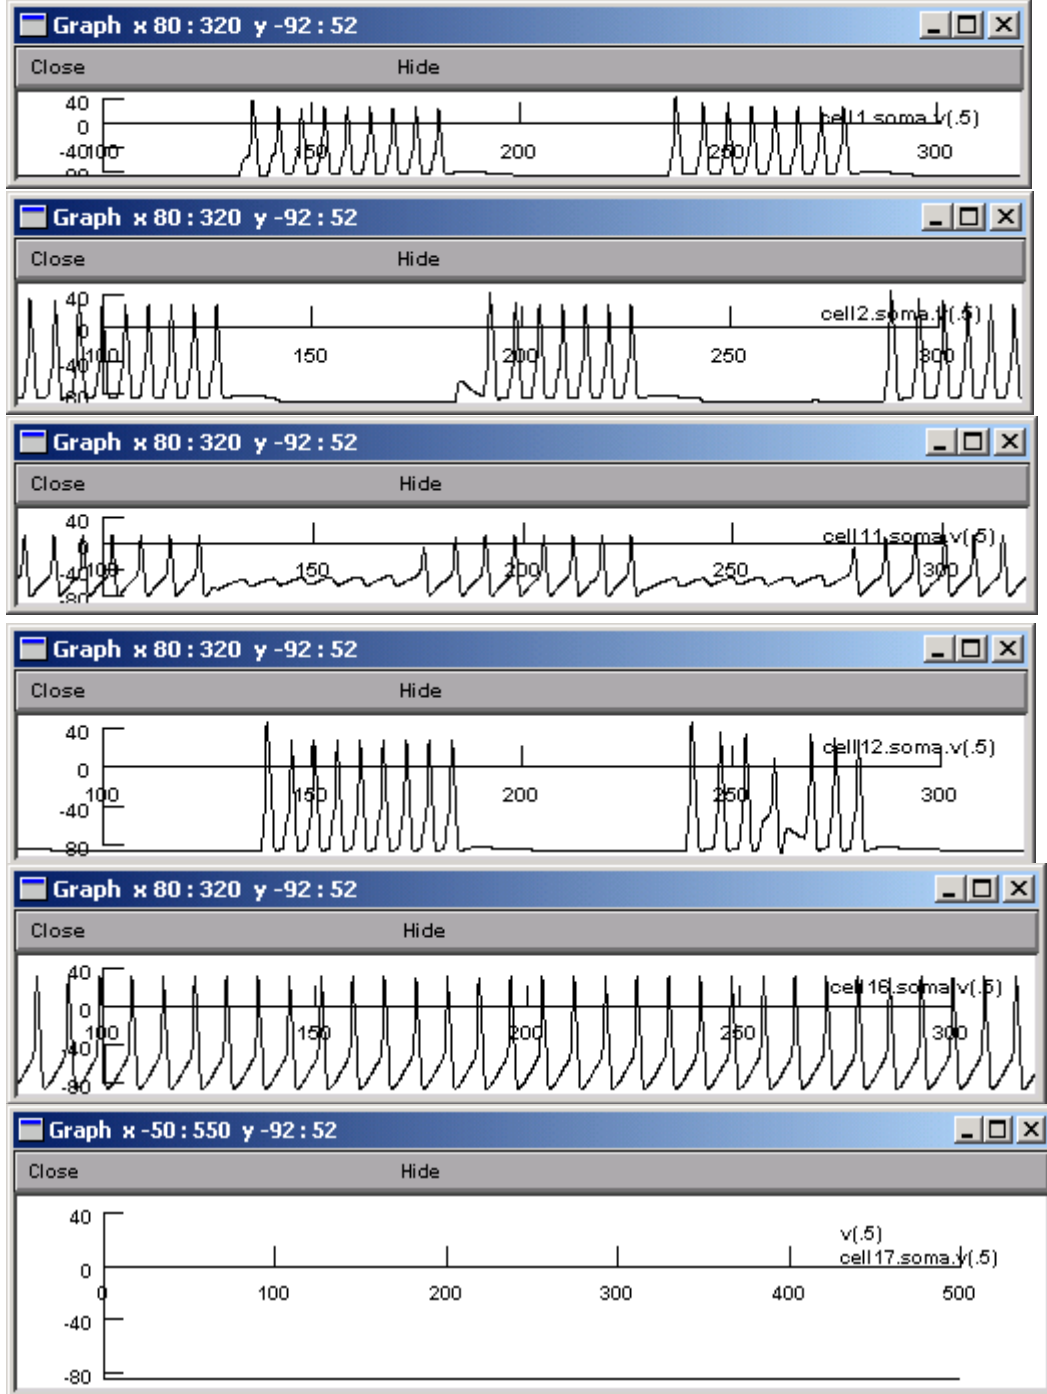 Graph x 80 : 320 y -92 : 52
Close Hide
40
0 cell1.soma.v(.5)
-40 100 150 200 250 300
Graph x 80 : 320 y -92 : 52
Close Hide
40
0 cell2.soma.v(.5)
-40 100 150 200 250 300
-80
Graph x 80 : 320 y -92 : 52
Close Hide
40
0 cell11.soma.v(.5)
-40 100 150 200 250 300
-80
Graph x 80 : 320 y -92 : 52
Close Hide
40 cell12.soma.v(.5)
0
100 150 200 250 300
-40
-80
Graph x 80 : 320 y -92 : 52
Close Hide
40 cell16.soma.v(.5)
0
100 150 200 250 300
-40
-80
Graph x -50 : 550 y -92 : 52
Close Hide
40
v(.5)
0 cell17.soma.v(.5)
0 100 200 300 400 500
-40
-80